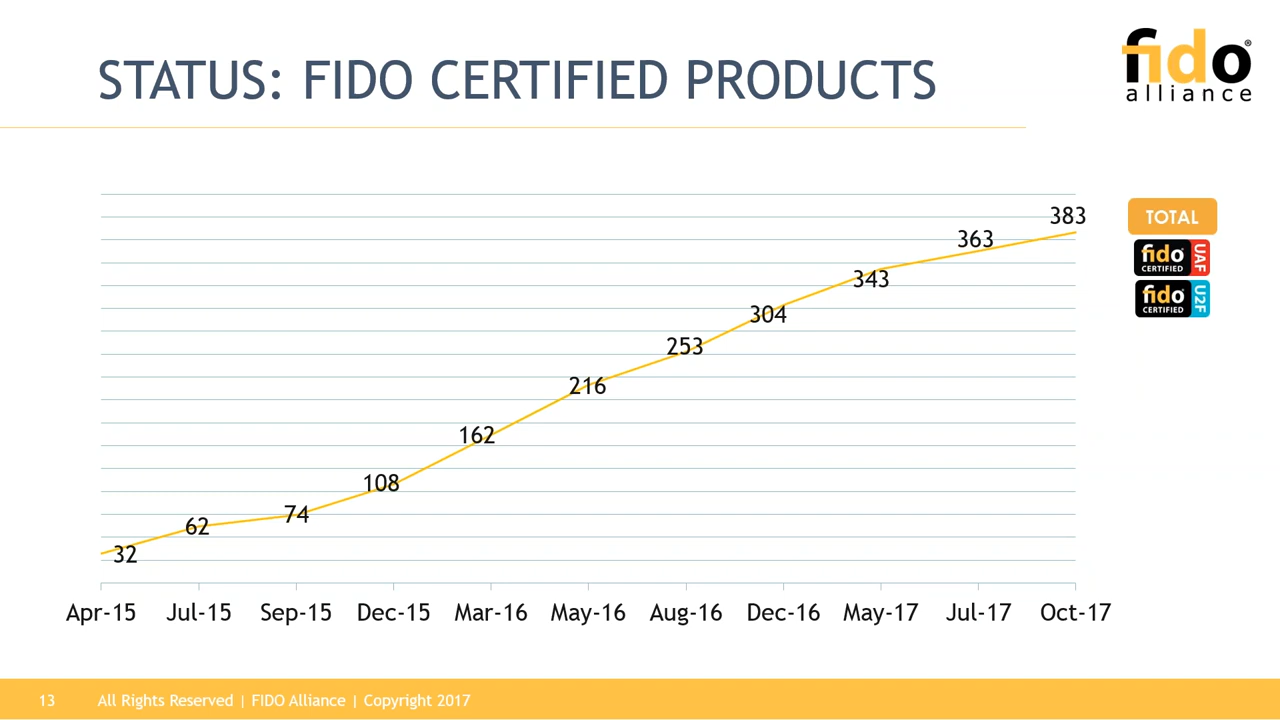 STATUS: FIDO CERTIFIED PRODUCTS
fido®
alliance
383
363
343
304
253
216
162
108
74
62
32
TOTAL
fido CERTIFIED UAF
fido CERTIFIED U2F
Apr-15 Jul-15 Sep-15 Dec-15 Mar-16 May-16 Aug-16 Dec-16 May-17 Jul-17 Oct-17
13 All Rights Reserved | FIDO Alliance | Copyright 2017